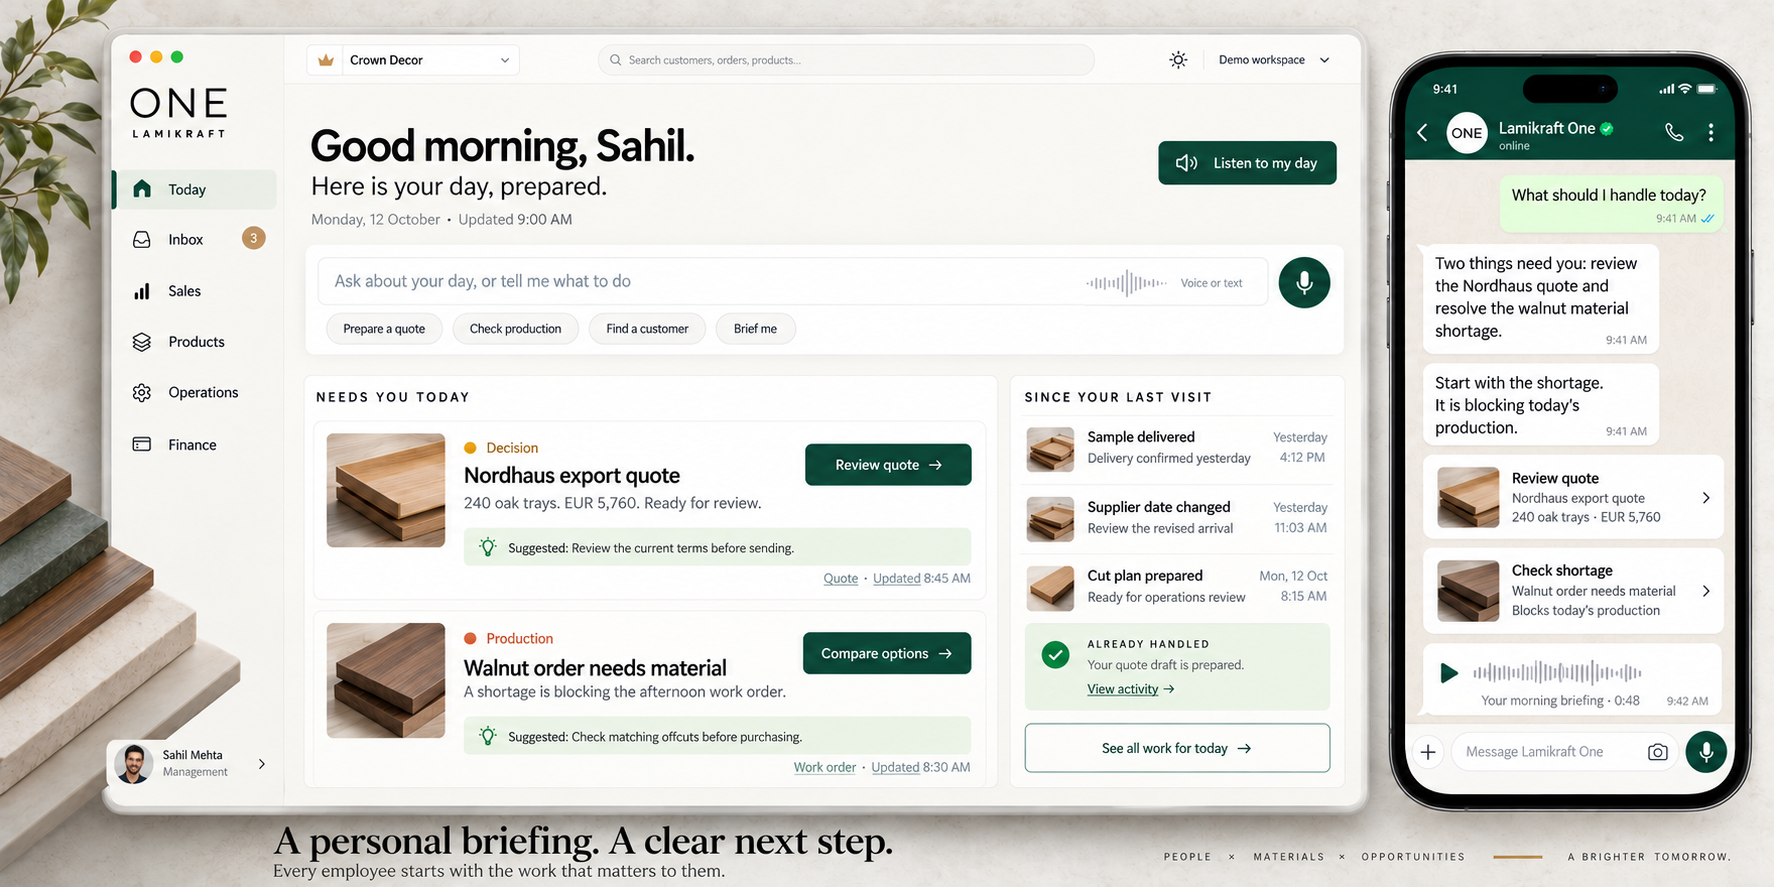 ONE
LAMIKRAFT
Today
Inbox
3
Sales
Products
Operations
Finance
Sahil Mehta
Management
Crown Decor
Search customers, orders, products...
Demo workspace
Good morning, Sahil.
Here is your day, prepared.
Monday, 12 October • Updated 9:00 AM
Listen to my day
Ask about your day, or tell me what to do
Voice or text
Prepare a quote
Check production
Find a customer
Brief me
NEEDS YOU TODAY
Decision
Nordhaus export quote
240 oak trays. EUR 5,760. Ready for review.
Review quote →
Suggested: Review the current terms before sending.
Quote • Updated 8:45 AM
Production
Walnut order needs material
A shortage is blocking the afternoon work order.
Compare options →
Suggested: Check matching offcuts before purchasing.
Work order • Updated 8:30 AM
SINCE YOUR LAST VISIT
Sample delivered
Delivery confirmed yesterday
Yesterday
4:12 PM
Supplier date changed
Review the revised arrival
Yesterday
11:03 AM
Cut plan prepared
Ready for operations review
Mon, 12 Oct
8:15 AM
ALREADY HANDLED
Your quote draft is prepared.
View activity →
See all work for today →
9:41
ONE
Lamikraft One
online
What should I handle today?
9:41 AM
Two things need you: review
the Nordhaus quote and
resolve the walnut material
shortage.
9:41 AM
Start with the shortage.
It is blocking today's
production.
9:41 AM
Review quote
Nordhaus export quote
240 oak trays · EUR 5,760
Check shortage
Walnut order needs material
Blocks today's production
Your morning briefing · 0:48
9:42 AM
Message Lamikraft One
A personal briefing. A clear next step.
Every employee starts with the work that matters to them.
PEOPLE × MATERIALS × OPPORTUNITIES
A BRIGHTER TOMORROW.